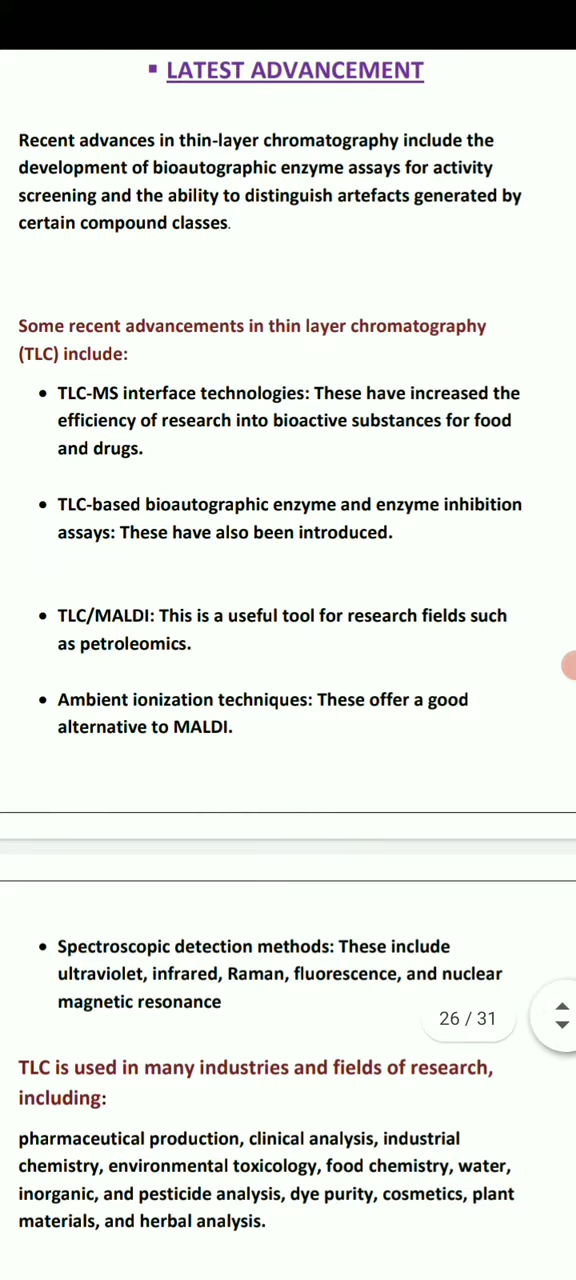 ▪ LATEST ADVANCEMENT
Recent advances in thin-layer chromatography include the
development of bioautographic enzyme assays for activity
screening and the ability to distinguish artefacts generated by
certain compound classes.
Some recent advancements in thin layer chromatography
(TLC) include:
• TLC-MS interface technologies: These have increased the
efficiency of research into bioactive substances for food
and drugs.
• TLC-based bioautographic enzyme and enzyme inhibition
assays: These have also been introduced.
• TLC/MALDI: This is a useful tool for research fields such
as petroleomics.
• Ambient ionization techniques: These offer a good
alternative to MALDI.
• Spectroscopic detection methods: These include
ultraviolet, infrared, Raman, fluorescence, and nuclear
magnetic resonance
26 / 31
TLC is used in many industries and fields of research,
including:
pharmaceutical production, clinical analysis, industrial
chemistry, environmental toxicology, food chemistry, water,
inorganic, and pesticide analysis, dye purity, cosmetics, plant
materials, and herbal analysis.